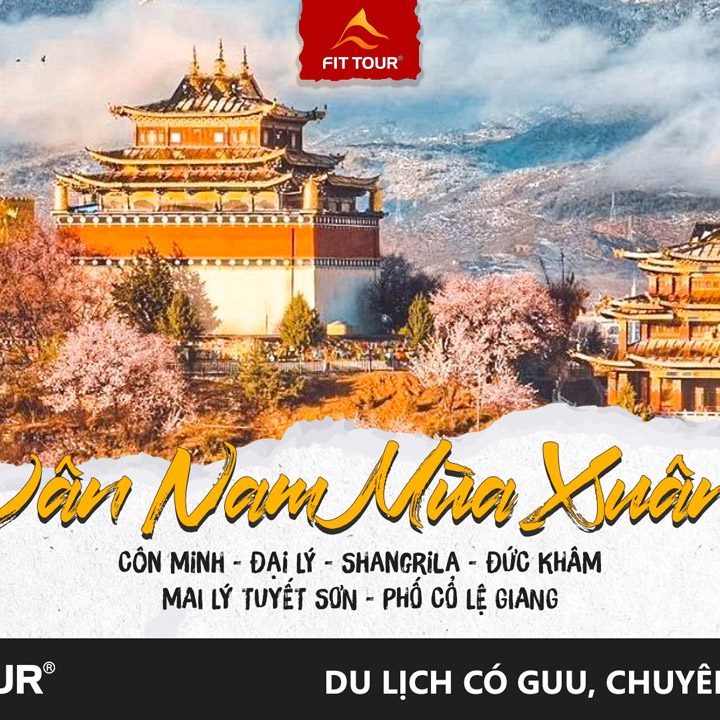 FIT TOUR®
Vân Nam Mùa Xuân
CÔN MINH - ĐẠI LÝ - SHANGRILA - ĐỨC KHÂM
MAI LÝ TUYẾT SƠN - PHỐ CỔ LỆ GIANG
UR®
DU LỊCH CÓ GUU, CHUYÊ